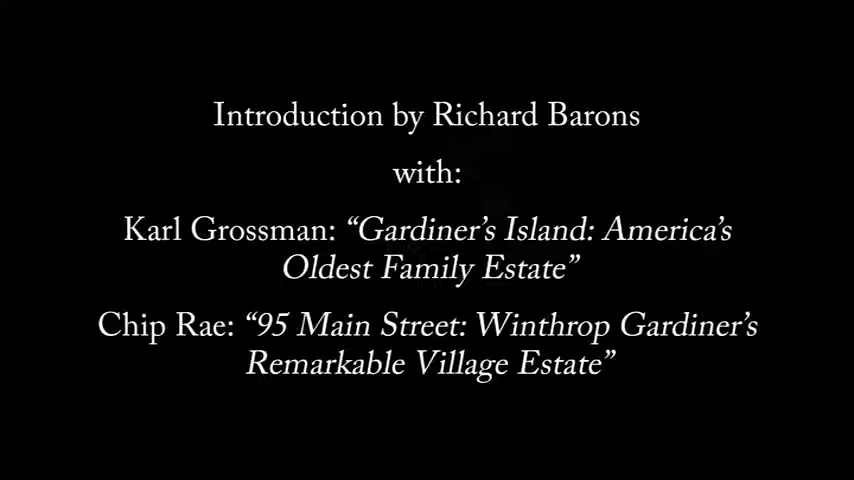 Introduction by Richard Barons
with:
Karl Grossman: “Gardiner’s Island: America’s
Oldest Family Estate”
Chip Rae: “95 Main Street: Winthrop Gardiner’s
Remarkable Village Estate”